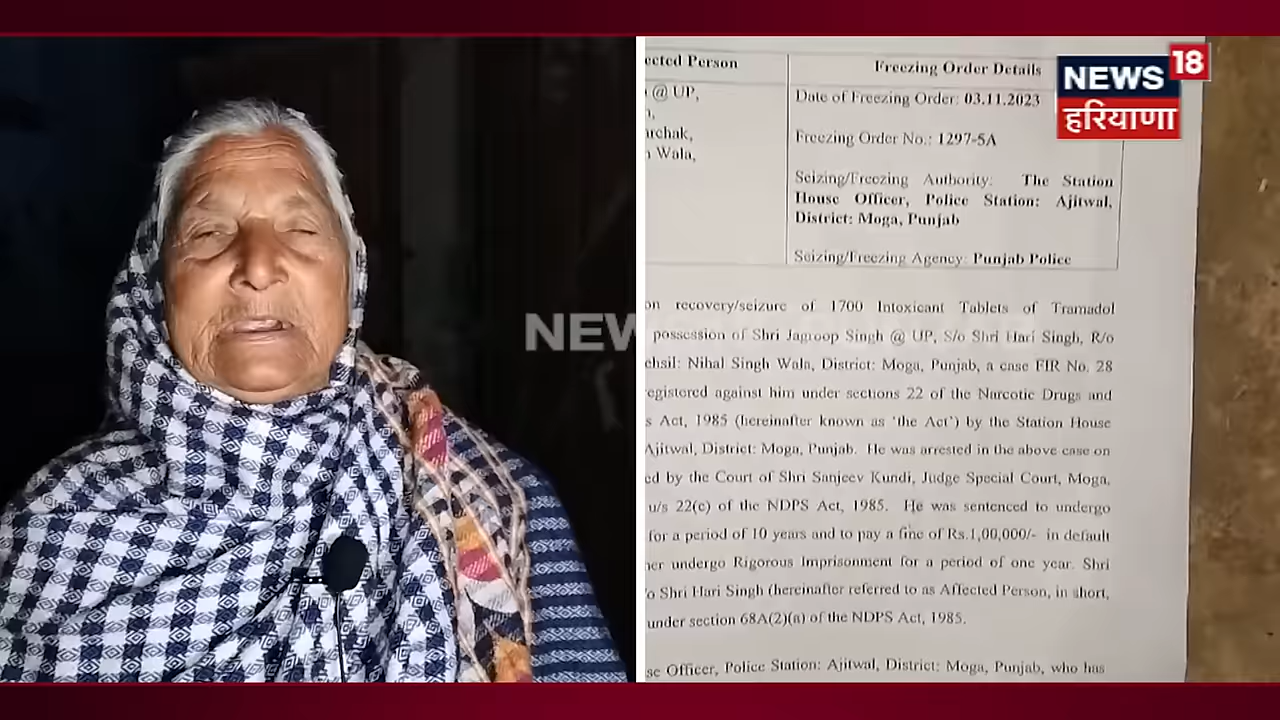 NEWS 18
हरियाणा
NEW
ected Person
Freezing Order Details
@ UP,
Date of Freezing Order: 03.11.2023
Freezing Order No.: 1297-5A
Wala,
Seizing/Freezing Authority: The Station
House Officer, Police Station: Ajitwal,
District: Moga, Punjab
Seizing/Freezing Agency: Punjab Police
on recovery/seizure of 1700 Intoxicant Tablets of Tramadol
possession of Shri Jagroop Singh @ UP, S/o Shri Hari Singh, R/o
ehsil: Nihal Singh Wala, District: Moga, Punjab, a case FIR No. 28
egistered against him under sections 22 of the Narcotic Drugs and
s Act, 1985 (hereinafter known as 'the Act') by the Station House
Ajitwal, District: Moga, Punjab. He was arrested in the above case on
ed by the Court of Shri Sanjeev Kundi, Judge Special Court, Moga,
u/s 22(c) of the NDPS Act, 1985. He was sentenced to undergo
for a period of 10 years and to pay a fine of Rs.1,00,000/- in default
er undergo Rigorous Imprisonment for a period of one year. Shri
o Shri Hari Singh (hereinafter referred to as Affected Person, in short,
under section 68A(2)(a) of the NDPS Act, 1985.
se Officer, Police Station: Ajitwal, District: Moga, Punjab, who has